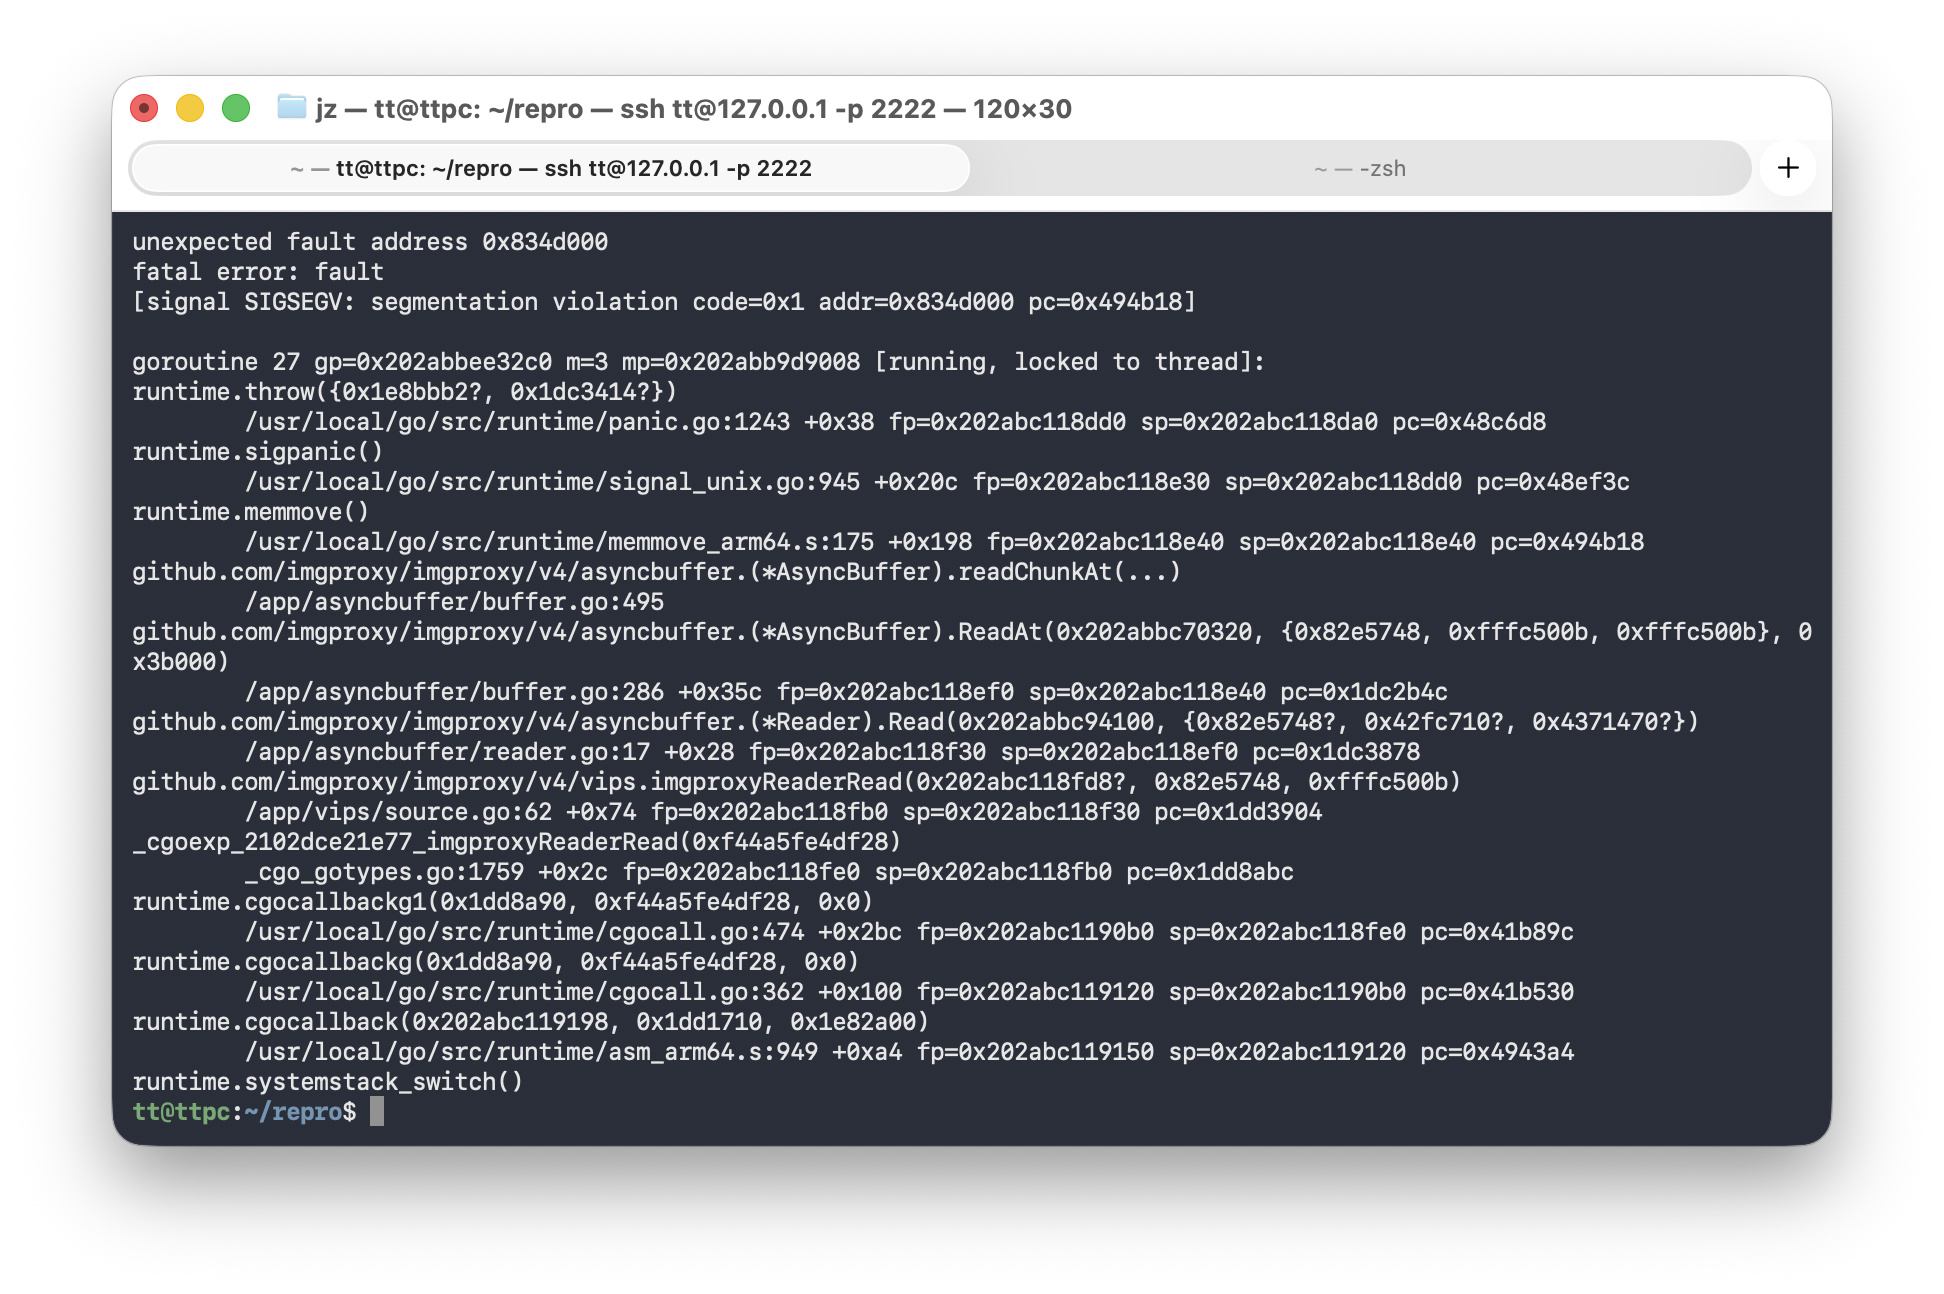 jz — tt@ttpc: ~/repro — ssh tt@127.0.0.1 -p 2222 — 120×30
~ — tt@ttpc: ~/repro — ssh tt@127.0.0.1 -p 2222
~ — -zsh
+
unexpected fault address 0x834d000
fatal error: fault
[signal SIGSEGV: segmentation violation code=0x1 addr=0x834d000 pc=0x494b18]

goroutine 27 gp=0x202abbee32c0 m=3 mp=0x202abb9d9008 [running, locked to thread]:
runtime.throw({0x1e8bbb2?, 0x1dc3414?})
        /usr/local/go/src/runtime/panic.go:1243 +0x38 fp=0x202abc118dd0 sp=0x202abc118da0 pc=0x48c6d8
runtime.sigpanic()
        /usr/local/go/src/runtime/signal_unix.go:945 +0x20c fp=0x202abc118e30 sp=0x202abc118dd0 pc=0x48ef3c
runtime.memmove()
        /usr/local/go/src/runtime/memmove_arm64.s:175 +0x198 fp=0x202abc118e40 sp=0x202abc118e40 pc=0x494b18
github.com/imgproxy/imgproxy/v4/asyncbuffer.(*AsyncBuffer).readChunkAt(...)
        /app/asyncbuffer/buffer.go:495
github.com/imgproxy/imgproxy/v4/asyncbuffer.(*AsyncBuffer).ReadAt(0x202abbc70320, {0x82e5748, 0xfffc500b, 0xfffc500b}, 0
x3b000)
        /app/asyncbuffer/buffer.go:286 +0x35c fp=0x202abc118ef0 sp=0x202abc118e40 pc=0x1dc2b4c
github.com/imgproxy/imgproxy/v4/asyncbuffer.(*Reader).Read(0x202abbc94100, {0x82e5748?, 0x42fc710?, 0x4371470?})
        /app/asyncbuffer/reader.go:17 +0x28 fp=0x202abc118f30 sp=0x202abc118ef0 pc=0x1dc3878
github.com/imgproxy/imgproxy/v4/vips.imgproxyReaderRead(0x202abc118fd8?, 0x82e5748, 0xfffc500b)
        /app/vips/source.go:62 +0x74 fp=0x202abc118fb0 sp=0x202abc118f30 pc=0x1dd3904
_cgoexp_2102dce21e77_imgproxyReaderRead(0xf44a5fe4df28)
        _cgo_gotypes.go:1759 +0x2c fp=0x202abc118fe0 sp=0x202abc118fb0 pc=0x1dd8abc
runtime.cgocallbackg1(0x1dd8a90, 0xf44a5fe4df28, 0x0)
        /usr/local/go/src/runtime/cgocall.go:474 +0x2bc fp=0x202abc1190b0 sp=0x202abc118fe0 pc=0x41b89c
runtime.cgocallbackg(0x1dd8a90, 0xf44a5fe4df28, 0x0)
        /usr/local/go/src/runtime/cgocall.go:362 +0x100 fp=0x202abc119120 sp=0x202abc1190b0 pc=0x41b530
runtime.cgocallback(0x202abc119198, 0x1dd1710, 0x1e82a00)
        /usr/local/go/src/runtime/asm_arm64.s:949 +0xa4 fp=0x202abc119150 sp=0x202abc119120 pc=0x4943a4
runtime.systemstack_switch()
tt@ttpc:~/repro$